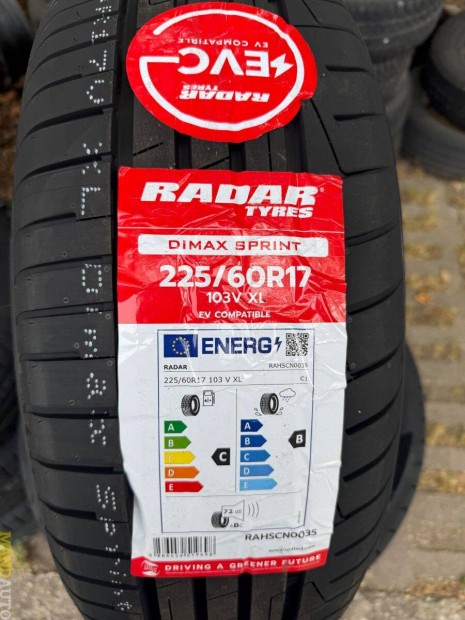 EVC
EV COMPATIBLE
RADAR
TYRES
RADAR
TYRES
DIMAX SPRINT
225/60R17
103V XL
EV COMPATIBLE
ENERG
RADAR RAHSCN0035
225/60R17 103 V XL C1
A A
B B
C C B
D D
E E
72 dB
B
RAHSCN0035
DRIVING A GREENER FUTURE